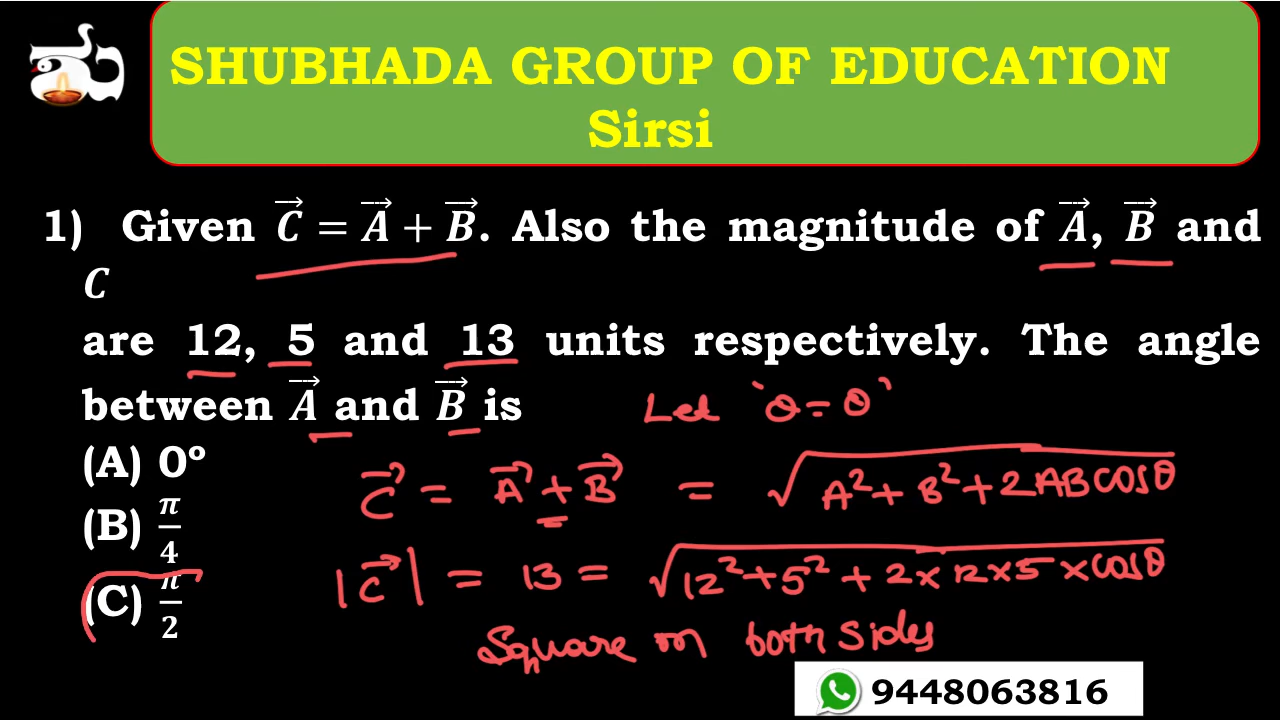 SHUBHADA GROUP OF EDUCATION
Sirsi
1) Given C⃗ = A⃗ + B⃗. Also the magnitude of A⃗, B⃗ and
C
are 12, 5 and 13 units respectively. The angle
between A⃗ and B⃗ is
Let 'θ = θ'
(A) 0°
C⃗ = A⃗ + B⃗ = √(A² + B² + 2ABCOSθ)
(B) π/4
|C⃗| = 13 = √(12² + 5² + 2 × 12 × 5 × COSθ)
(C) π/2
Square on both sides
9448063816